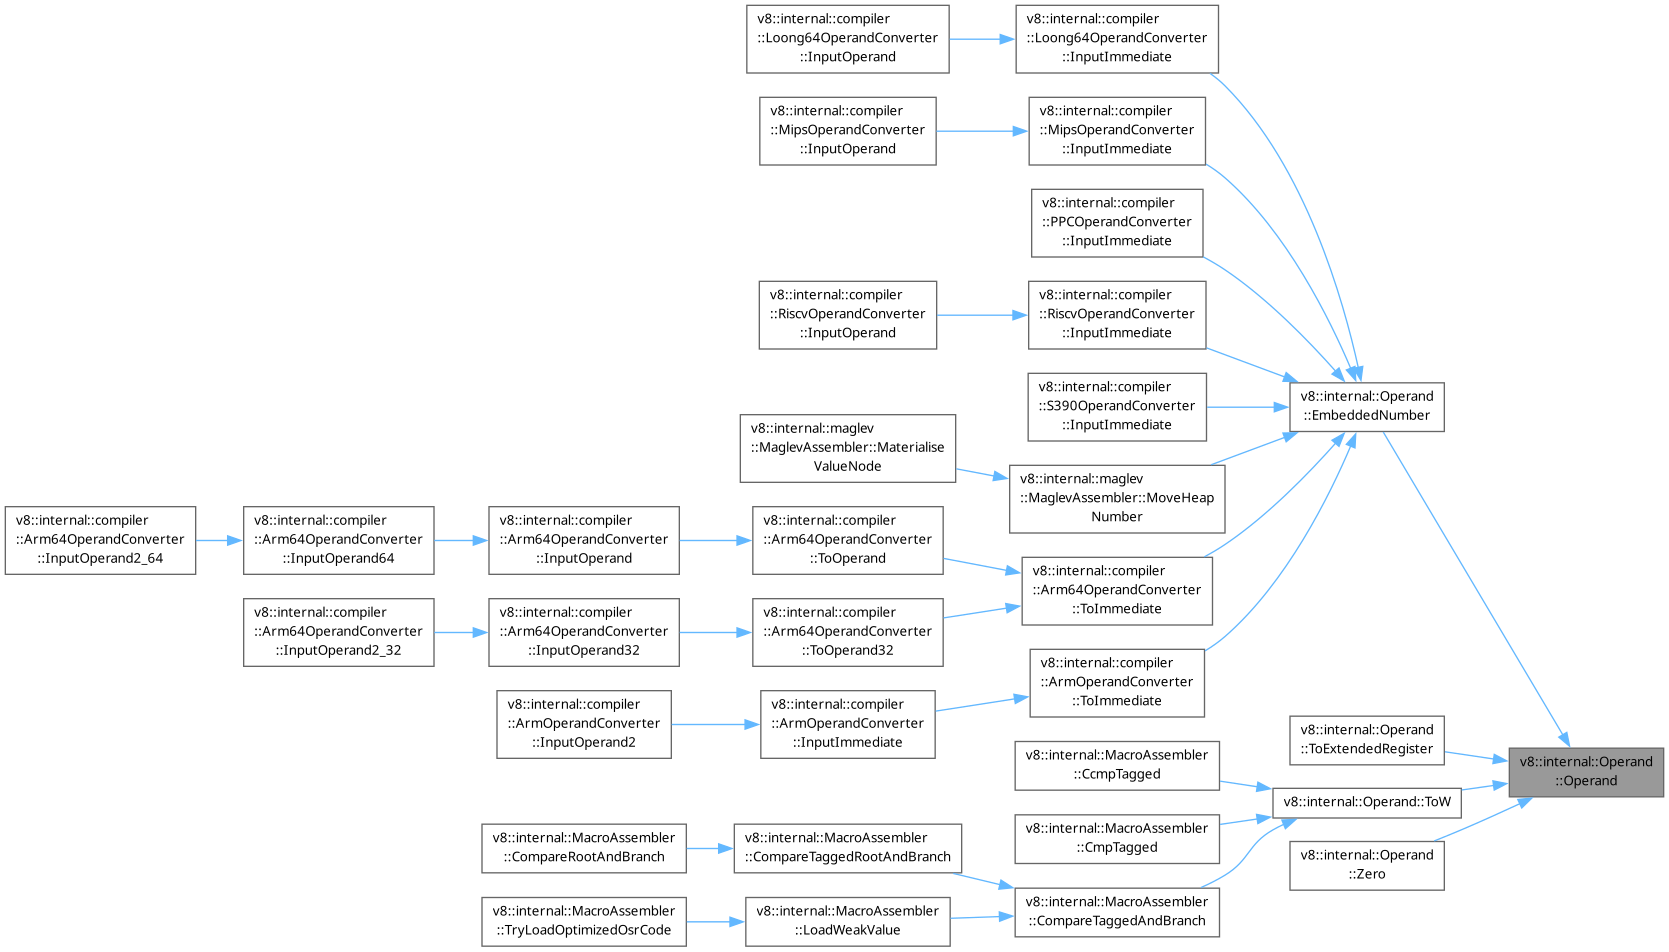 v8::internal::compiler
::Loong64OperandConverter
::InputOperand
v8::internal::compiler
::Loong64OperandConverter
::InputImmediate
v8::internal::compiler
::MipsOperandConverter
::InputOperand
v8::internal::compiler
::MipsOperandConverter
::InputImmediate
v8::internal::compiler
::PPCOperandConverter
::InputImmediate
v8::internal::compiler
::RiscvOperandConverter
::InputOperand
v8::internal::compiler
::RiscvOperandConverter
::InputImmediate
v8::internal::compiler
::S390OperandConverter
::InputImmediate
v8::internal::Operand
::EmbeddedNumber
v8::internal::maglev
::MaglevAssembler::Materialise
ValueNode
v8::internal::maglev
::MaglevAssembler::MoveHeap
Number
v8::internal::compiler
::Arm64OperandConverter
::InputOperand2_64
v8::internal::compiler
::Arm64OperandConverter
::InputOperand64
v8::internal::compiler
::Arm64OperandConverter
::InputOperand
v8::internal::compiler
::Arm64OperandConverter
::ToOperand
v8::internal::compiler
::Arm64OperandConverter
::ToImmediate
v8::internal::compiler
::Arm64OperandConverter
::InputOperand2_32
v8::internal::compiler
::Arm64OperandConverter
::InputOperand32
v8::internal::compiler
::Arm64OperandConverter
::ToOperand32
v8::internal::compiler
::ArmOperandConverter
::ToImmediate
v8::internal::compiler
::ArmOperandConverter
::InputOperand2
v8::internal::compiler
::ArmOperandConverter
::InputImmediate
v8::internal::Operand
::ToExtendedRegister
v8::internal::Operand
::Operand
v8::internal::MacroAssembler
::CcmpTagged
v8::internal::Operand::ToW
v8::internal::MacroAssembler
::CmpTagged
v8::internal::Operand
::Zero
v8::internal::MacroAssembler
::CompareRootAndBranch
v8::internal::MacroAssembler
::CompareTaggedRootAndBranch
v8::internal::MacroAssembler
::CompareTaggedAndBranch
v8::internal::MacroAssembler
::TryLoadOptimizedOsrCode
v8::internal::MacroAssembler
::LoadWeakValue